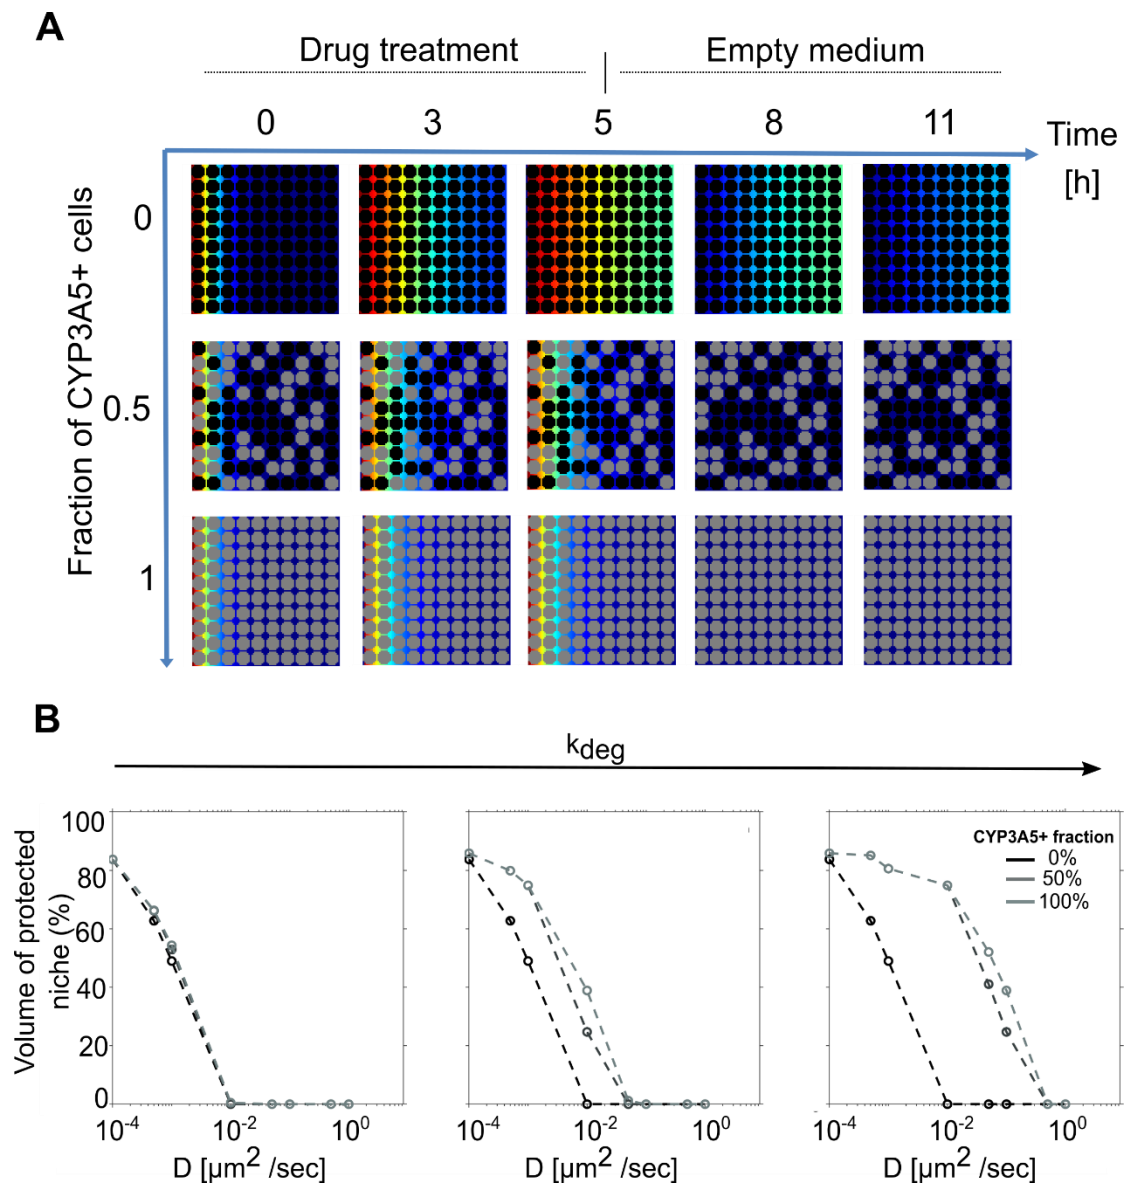 A
Drug treatment
Empty medium
0 3 5 8 11
Time
[h]
Fraction of CYP3A5+ cells
0
0.5
1
B
kdeg
Volume of protected
niche (%)
100
80
60
40
20
0
CYP3A5+ fraction
0%
50%
100%
10-4 10-2 100
10-4 10-2 100
10-4 10-2 100
D [µm2 /sec]
D [µm2 /sec]
D [µm2 /sec]